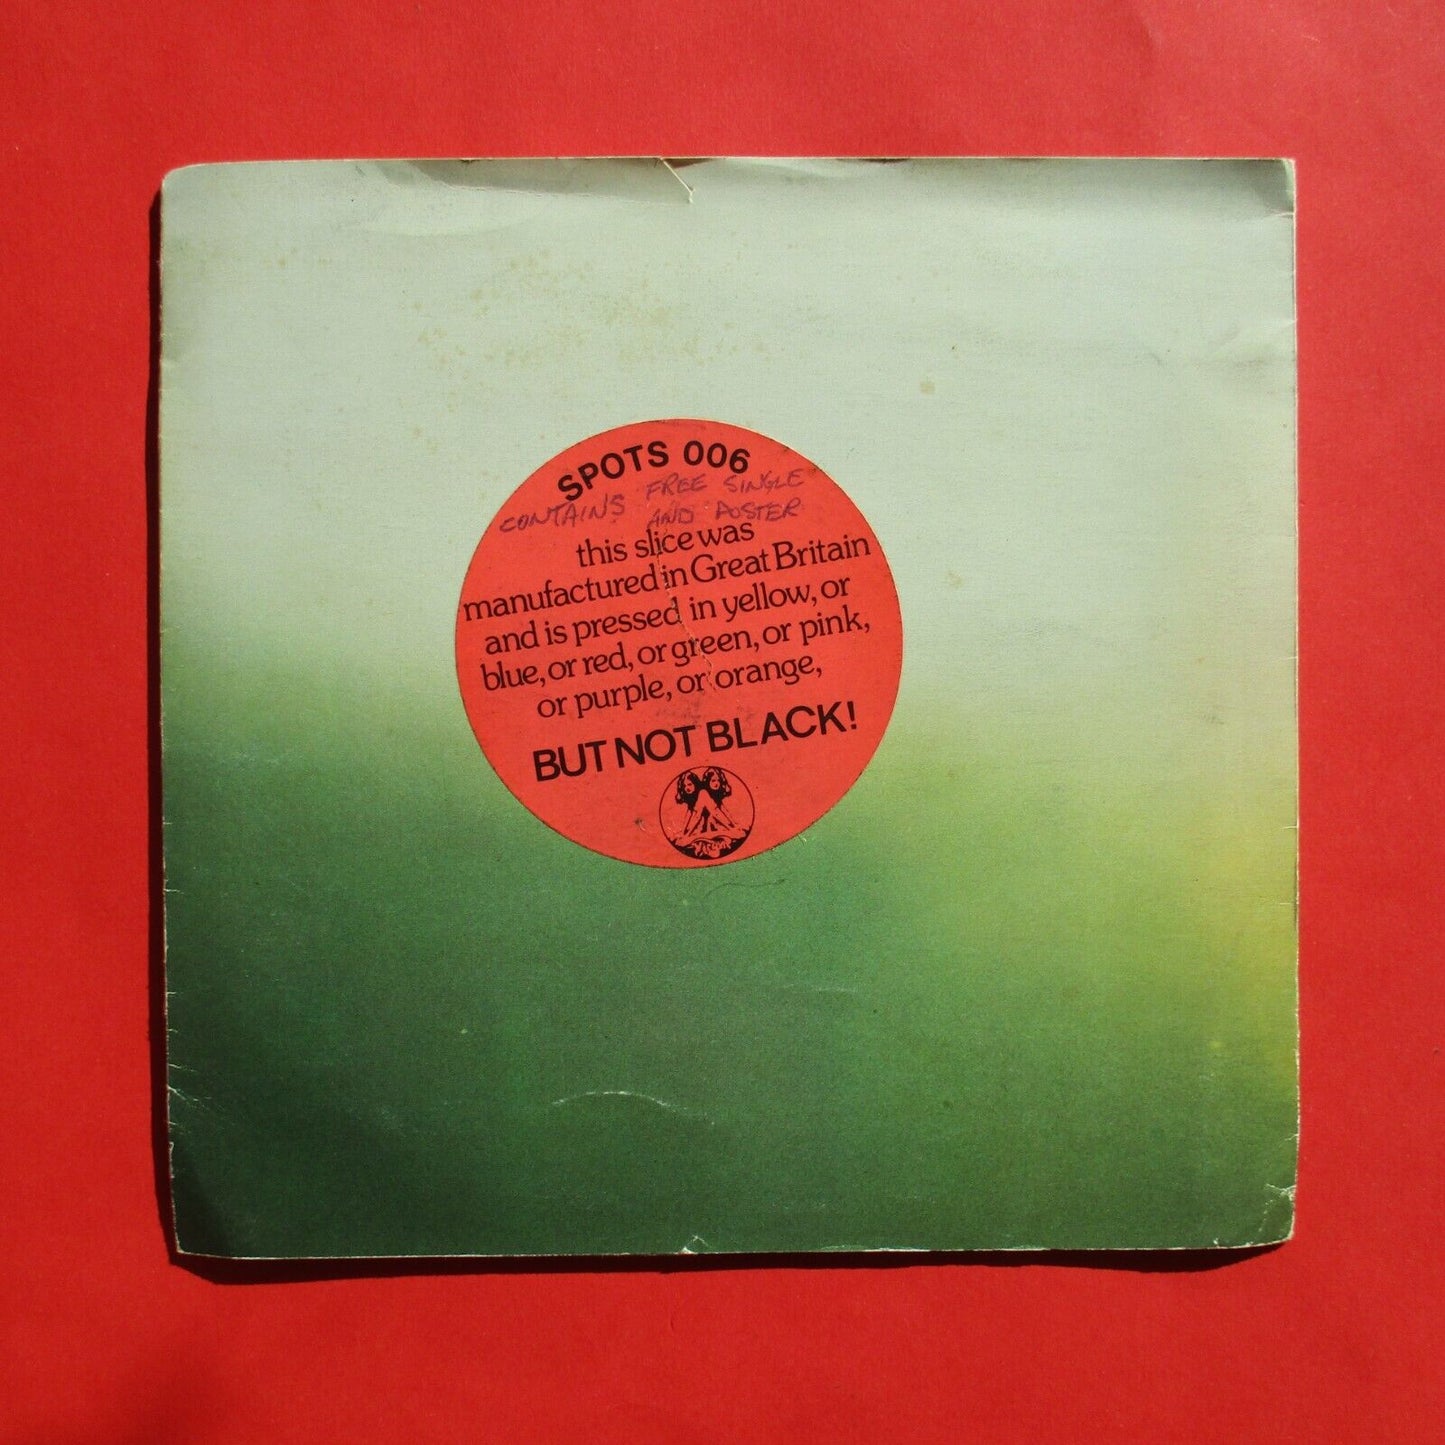 SPOTS 006
CONTAINS FREE SINGLE
AND POSTER
this slice was
manufactured in Great Britain
and is pressed in yellow, or
blue, or red, or green, or pink,
or purple, or orange,
BUT NOT BLACK!
Virgin